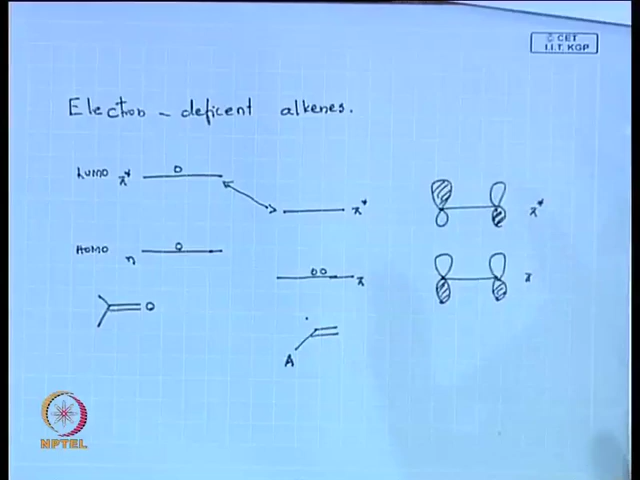 © CET
I.I.T. KGP
Electron - deficent alkenes.
LUMO π*
π*
π*
HOMO n
π
π
O
A
NPTEL